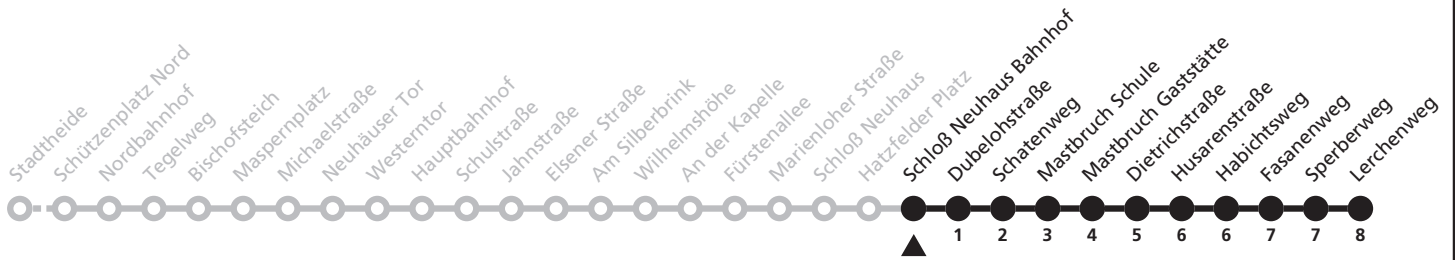 Stadtheide
Schützenplatz Nord
Nordbahnhof
Tegelweg
Bischofsteich
Maspernplatz
Michaelstraße
Neuhäuser Tor
Westerntor
Hauptbahnhof
Schulstraße
Jahnstraße
Elsener Straße
Am Silberbrink
Wilhelmshöhe
An der Kapelle
Fürstenallee
Marienloher Straße
Schloß Neuhaus
Hatzfelder Platz
Schloß Neuhaus Bahnhof
Dubelohstraße
Schatenweg
Mastbruch Schule
Mastbruch Gaststätte
Dietrichstraße
Husarenstraße
Habichtsweg
Fasanenweg
Sperberweg
Lerchenweg
1 2 3 4 5 6 6 7 7 8